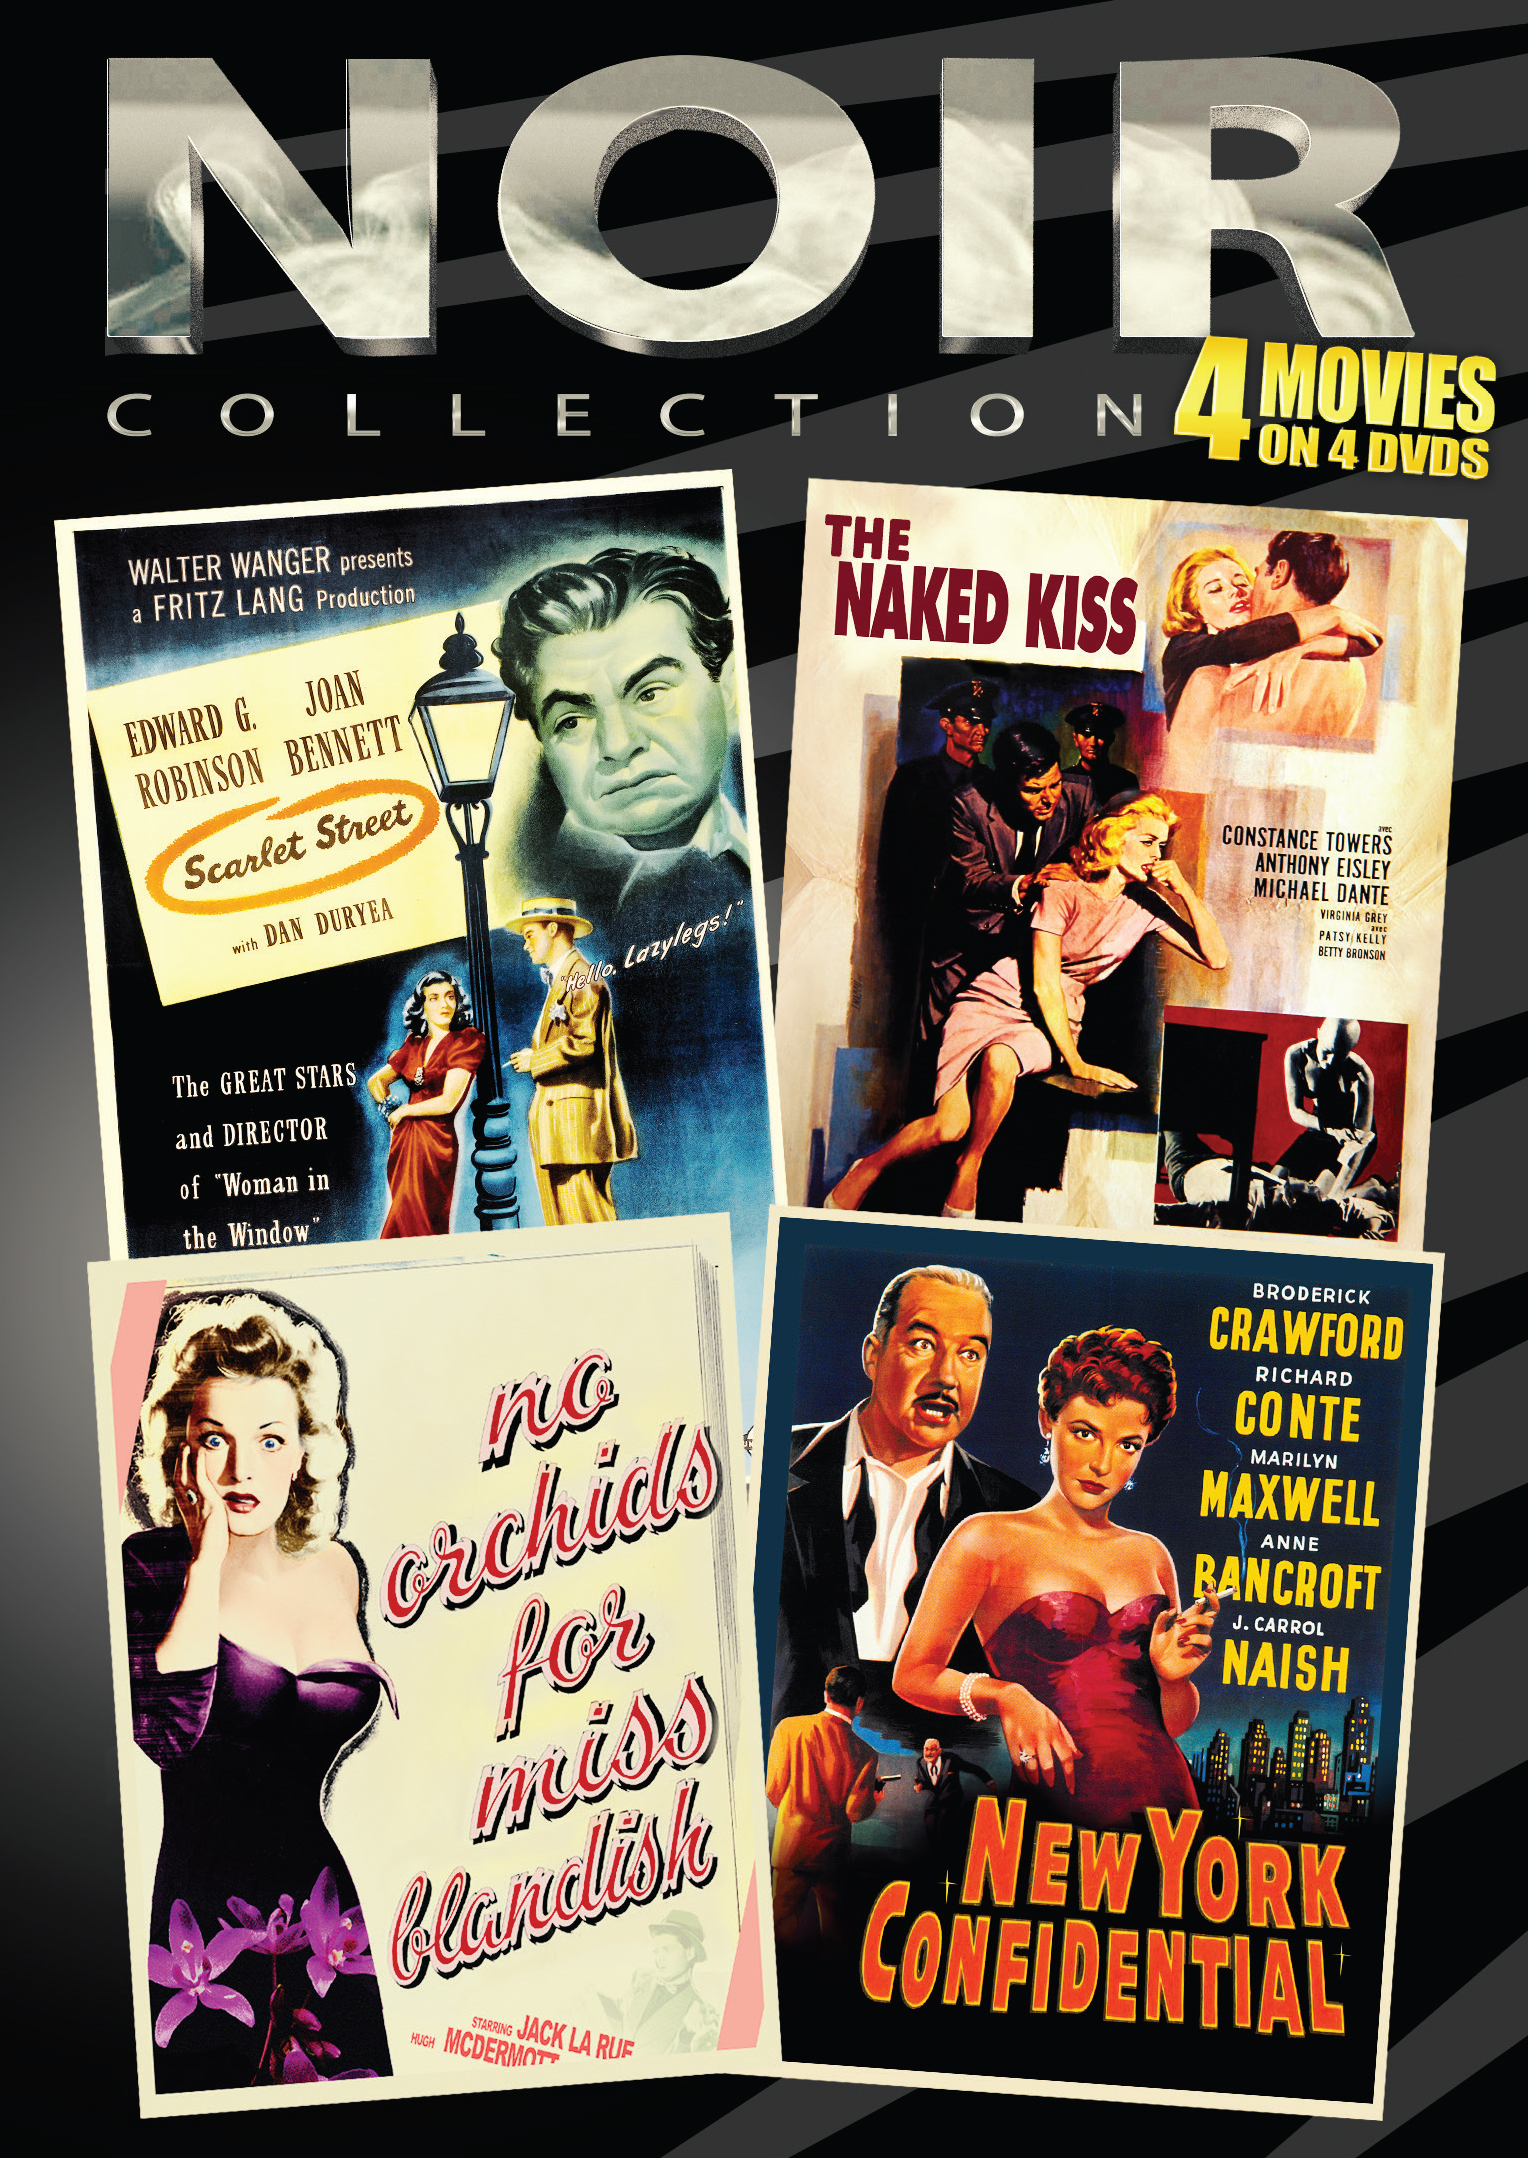 NOIR
COLLECTION
4 MOVIES
ON 4 DVDS
WALTER WANGER presents
a FRITZ LANG Production
EDWARD G.
ROBINSON
JOAN
BENNETT
Scarlet Street
with DAN DURYEA
"Hello, Lazylegs!"
The GREAT STARS
and DIRECTOR
of "Woman in
the Window"
THE
NAKED KISS
avec
CONSTANCE TOWERS
ANTHONY EISLEY
MICHAEL DANTE
VIRGINIA GREY
avec
PATSY KELLY
BETTY BRONSON
no
orchids
for
miss
blandish
STARRING JACK LA RUE
HUGH MCDERMOTT
BRODERICK
CRAWFORD
RICHARD
CONTE
MARILYN
MAXWELL
ANNE
BANCROFT
J. CARROL
NAISH
NEW YORK
CONFIDENTIAL